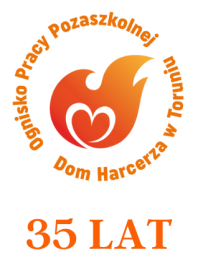 Ognisko Pracy Pozaszkolnej
Dom Harcerza w Toruniu
35 LAT